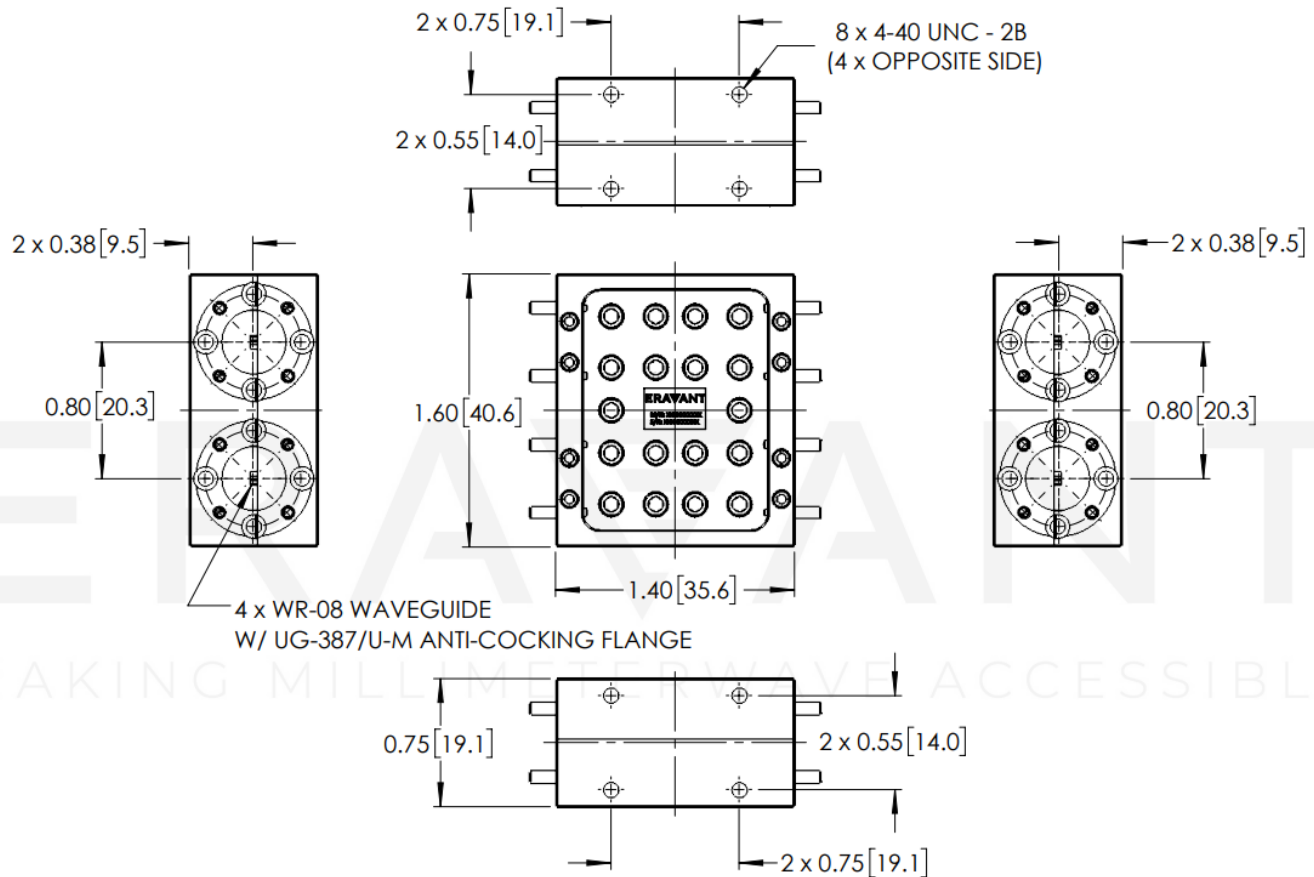 2 x 0.75[19.1]
8 x 4-40 UNC - 2B
(4 x OPPOSITE SIDE)
2 x 0.55[14.0]
2 x 0.38[9.5]
2 x 0.38[9.5]
0.80[20.3]
1.60[40.6]
ERAVANT
0.80[20.3]
ERAVANT
1.40[35.6]
4 x WR-08 WAVEGUIDE
W/ UG-387/U-M ANTI-COCKING FLANGE
AKING MILLIMETERWAVE ACCESSIBL
0.75[19.1]
2 x 0.55[14.0]
2 x 0.75[19.1]